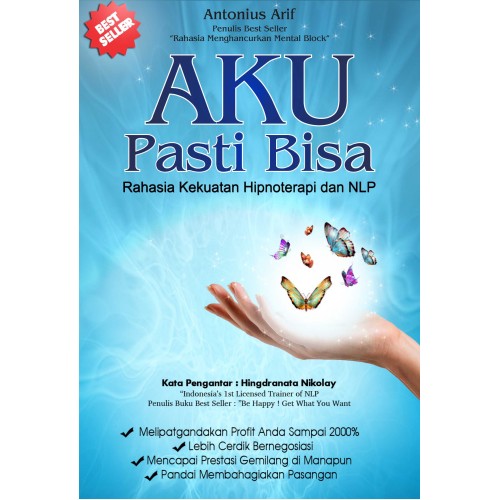 BEST
SELLER
Antonius Arif
Penulis Best Seller
"Rahasia Menghancurkan Mental Block"
AKU
Pasti Bisa
Rahasia Kekuatan Hipnoterapi dan NLP
Kata Pengantar : Hingdranata Nikolay
"Indonesia's 1st Licensed Trainer of NLP
Penulis Buku Best Seller : "Be Happy ! Get What You Want
Melipatgandakan Profit Anda Sampai 2000%
Lebih Cerdik Bernegosiasi
Mencapai Prestasi Gemilang di Manapun
Pandai Membahagiakan Pasangan